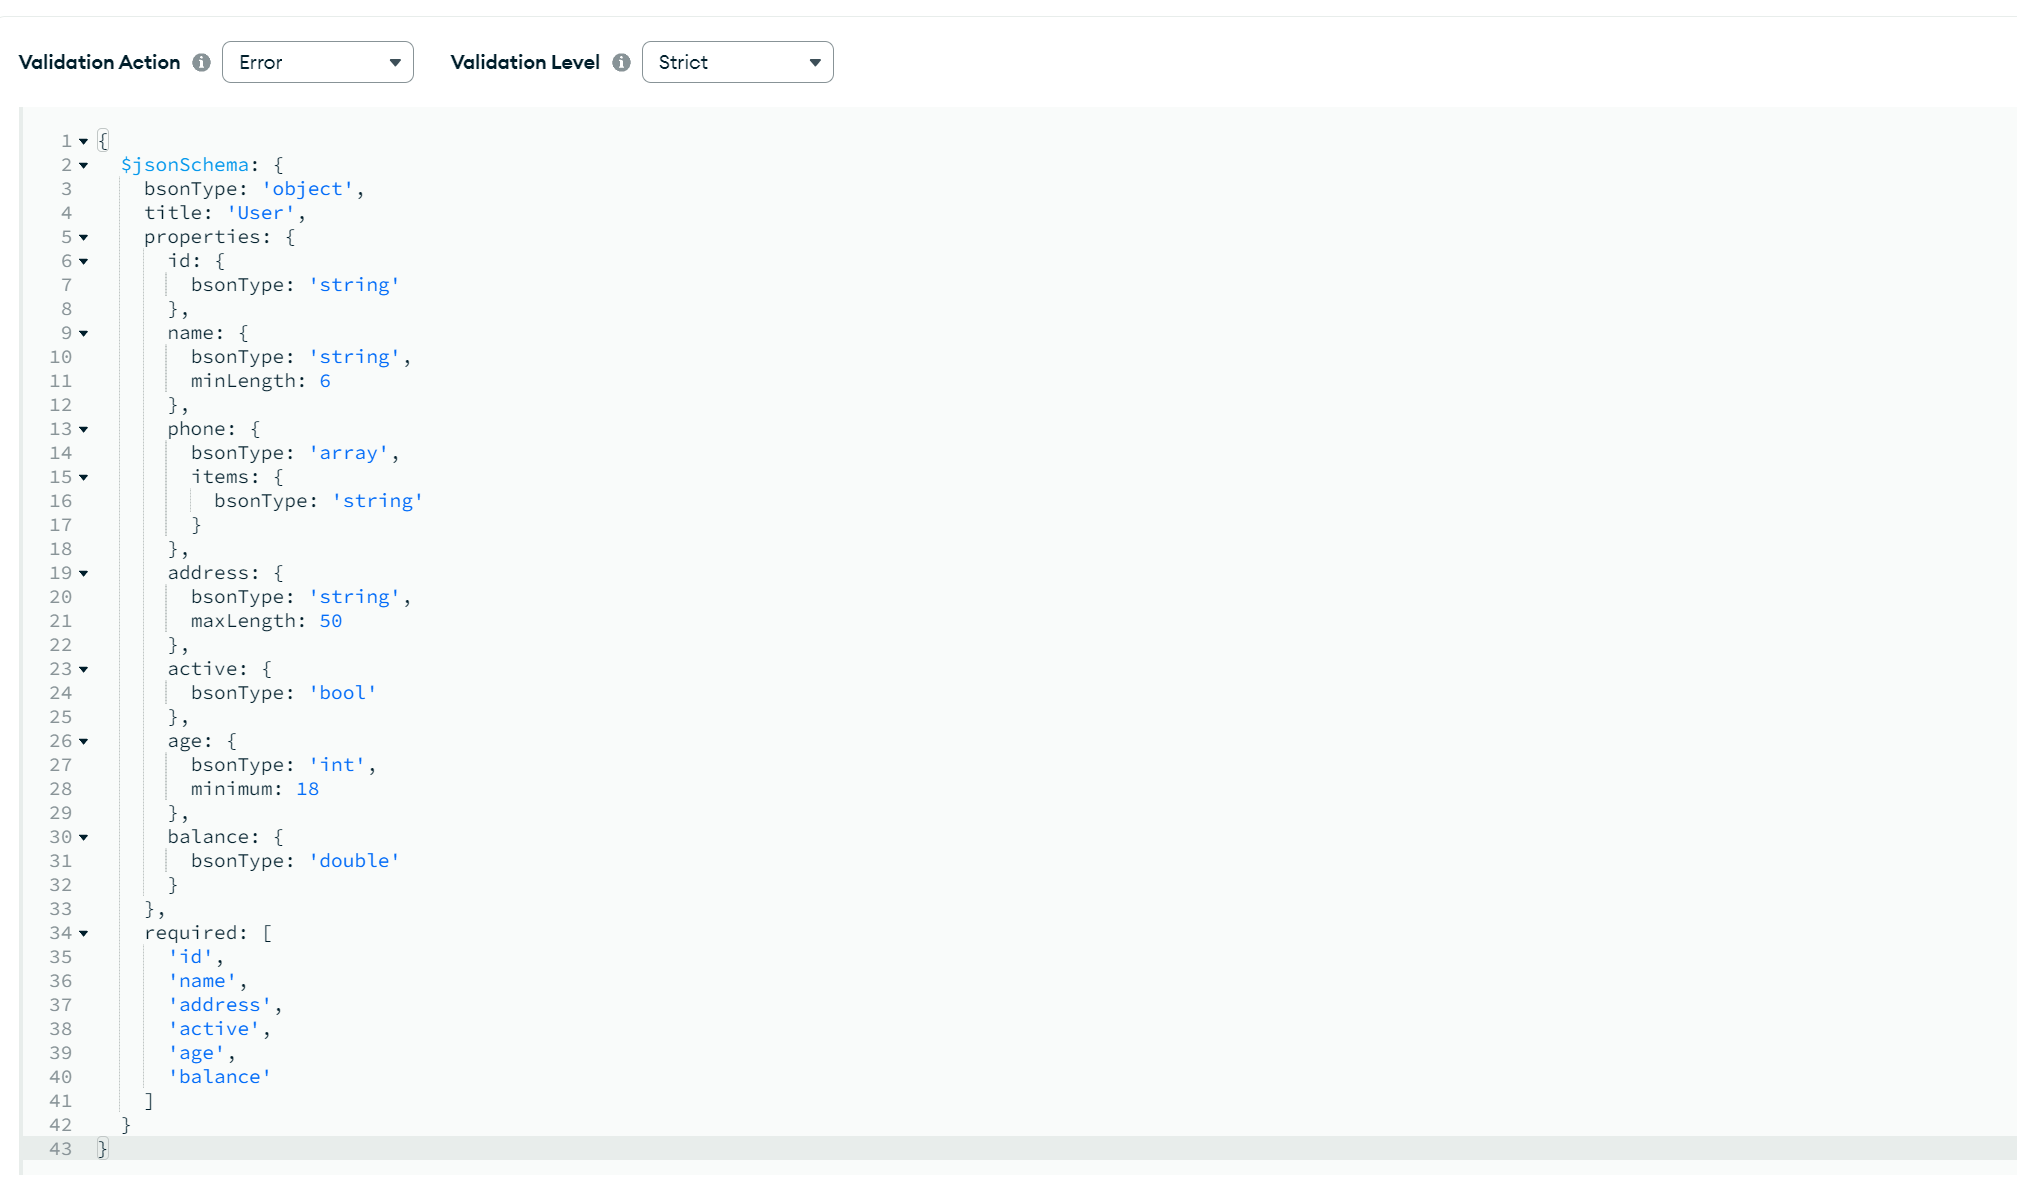 Validation Action Error Validation Level Strict
1 {
2 $jsonSchema: {
3 bsonType: 'object',
4 title: 'User',
5 properties: {
6 id: {
7 bsonType: 'string'
8 },
9 name: {
10 bsonType: 'string',
11 minLength: 6
12 },
13 phone: {
14 bsonType: 'array',
15 items: {
16 bsonType: 'string'
17 }
18 },
19 address: {
20 bsonType: 'string',
21 maxLength: 50
22 },
23 active: {
24 bsonType: 'bool'
25 },
26 age: {
27 bsonType: 'int',
28 minimum: 18
29 },
30 balance: {
31 bsonType: 'double'
32 }
33 },
34 required: [
35 'id',
36 'name',
37 'address',
38 'active',
39 'age',
40 'balance'
41 ]
42 }
43 }